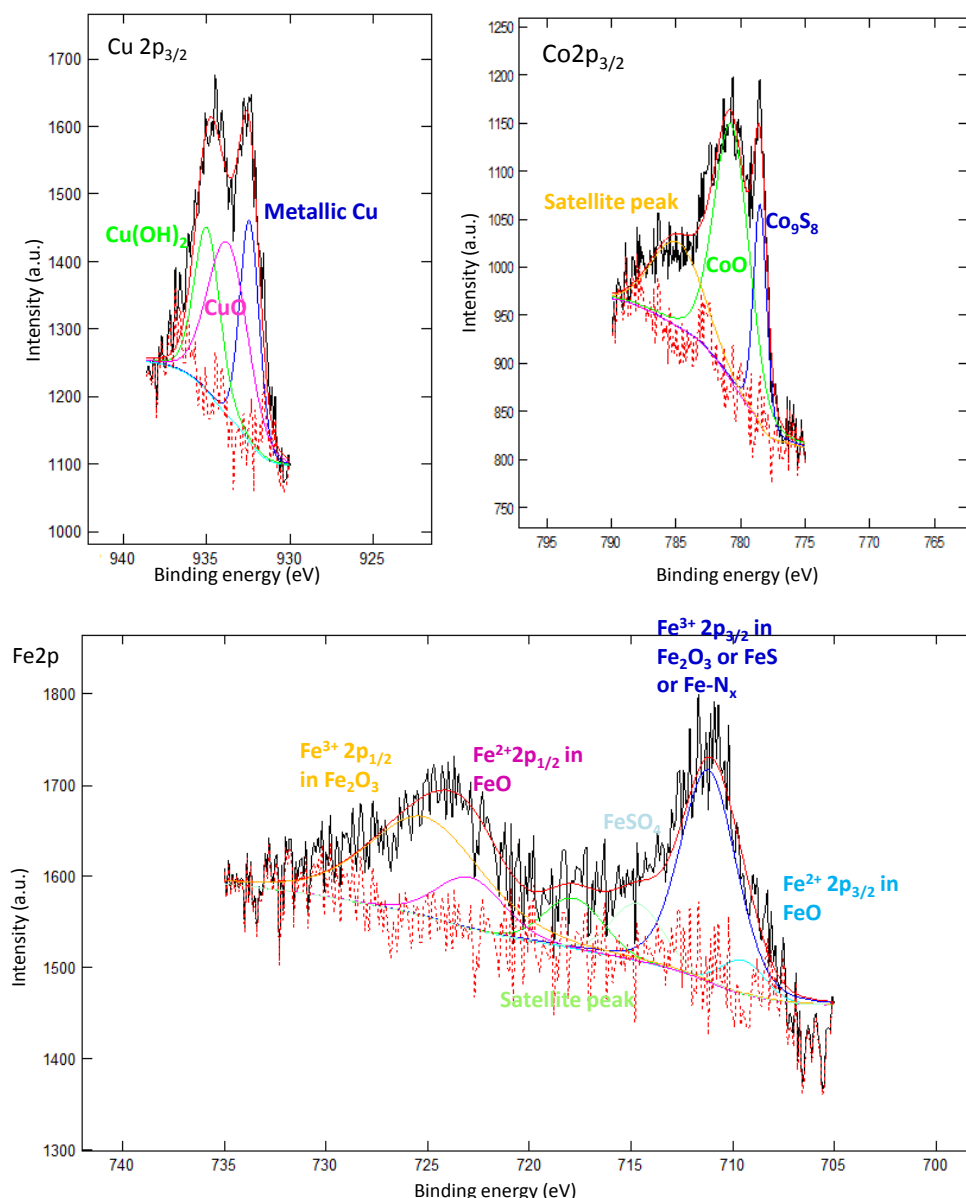 Cu 2p3/2
1700
1600
1500
1400
1300
1200
1100
1000
Intensity (a.u.)
Cu(OH)2
CuO
Metallic Cu
940 935 930 925
Binding energy (eV)
Co2p3/2
1200
1150
1100
1050
1000
950
900
850
800
750
Intensity (a.u.)
Satellite peak
CoO
Co9S8
795 790 785 780 775 770 765
Binding energy (eV)
Fe2p
1800
1700
1600
1500
1400
1300
Intensity (a.u.)
Fe3+ 2p3/2 in
Fe2O3 or FeS
or Fe-Nx
Fe3+ 2p1/2
in Fe2O3
Fe2+2p1/2 in
FeO
FeSO4
Fe2+ 2p3/2 in
FeO
Satellite peak
740 735 730 725 720 715 710 705 700
Binding energy (eV)